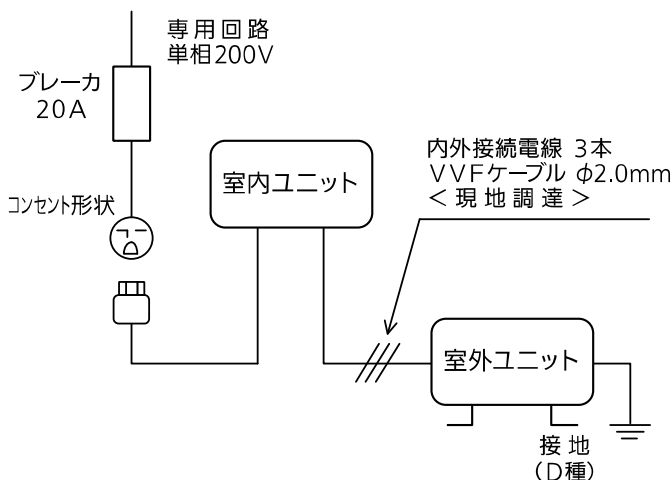 専用回路
単相200V
ブレーカ
20A
コンセント形状
室内ユニット
内外接続電線 3本
VVFケーブル φ2.0mm
<現地調達>
室外ユニット
接地
(D種)